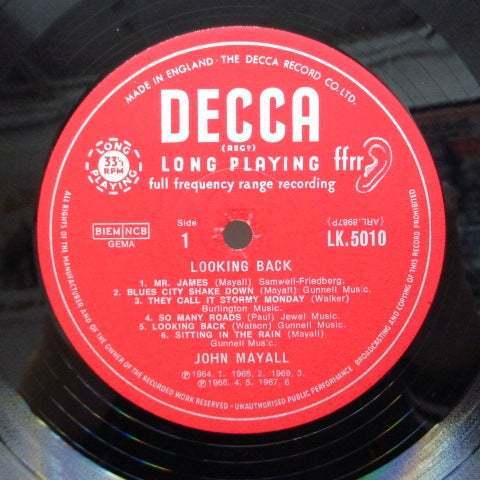 MADE IN ENGLAND · THE DECCA RECORD CO. LTD.
DECCA
(REGD)
LONG PLAYING
33⅓ RPM
LONG PLAYING
ffrr
full frequency range recording
BIEM NCB
GEMA
Side
1
(ARL.8987P)
LK.5010
LOOKING BACK
1. MR. JAMES (Mayall) Samwell-Friedberg.
2. BLUES CITY SHAKE DOWN (Mayall) Gunnell Music.
3. THEY CALL IT STORMY MONDAY (Walker)
Burlington Music.
4. SO MANY ROADS (Paul) Jewel Music.
5. LOOKING BACK (Watson) Gunnell Music.
6. SITTING IN THE RAIN (Mayall) Gunnell Music.
JOHN MAYALL
℗1964. 1. 1965. 2. 1969. 3.
℗1966. 4. 5. 1967. 6
ALL RIGHTS OF THE MANUFACTURER AND OF THE OWNER OF THE RECORDED WORK RESERVED · UNAUTHORISED PUBLIC PERFORMANCE, BROADCASTING AND COPYING OF THIS RECORD PROHIBITED